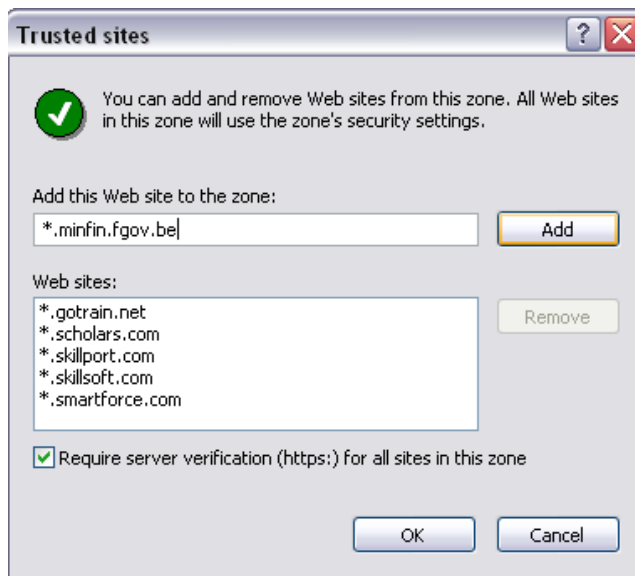 Trusted sites
You can add and remove Web sites from this zone. All Web sites
in this zone will use the zone's security settings.
Add this Web site to the zone:
*.minfin.fgov.be
Add
Web sites:
*.gotrain.net
*.scholars.com
*.skillport.com
*.skillsoft.com
*.smartforce.com
Remove
Require server verification (https:) for all sites in this zone
OK
Cancel